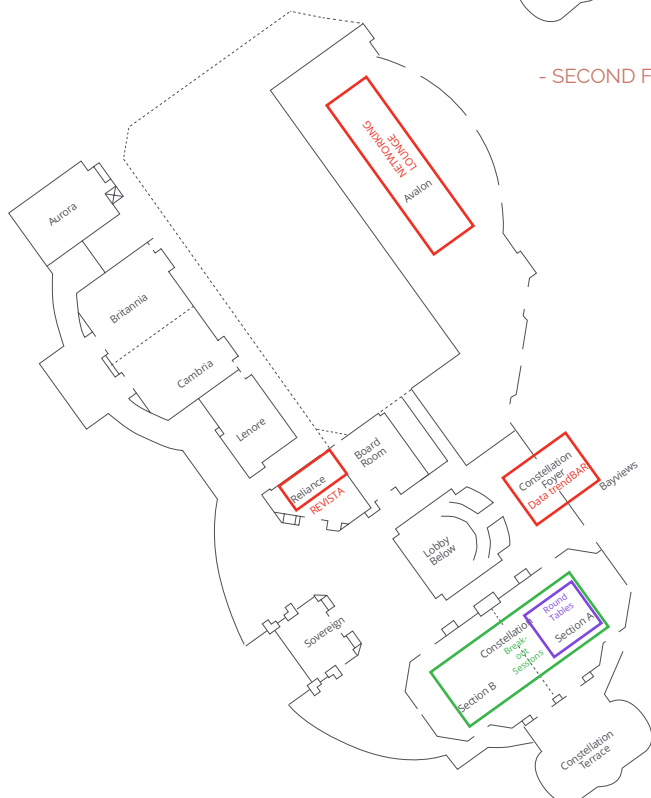 - SECOND F
NETWORKING
LOUNGE
Avalon
Aurora
Britannia
Cambria
Lenore
Board
Room
Reliance
REVISTA
Constellation
Foyer
Data trendBAR
Bayviews
Lobby
Below
Sovereign
Round
Tables
Section A
Constellation
Break-
out
Sessions
Section B
Constellation
Terrace